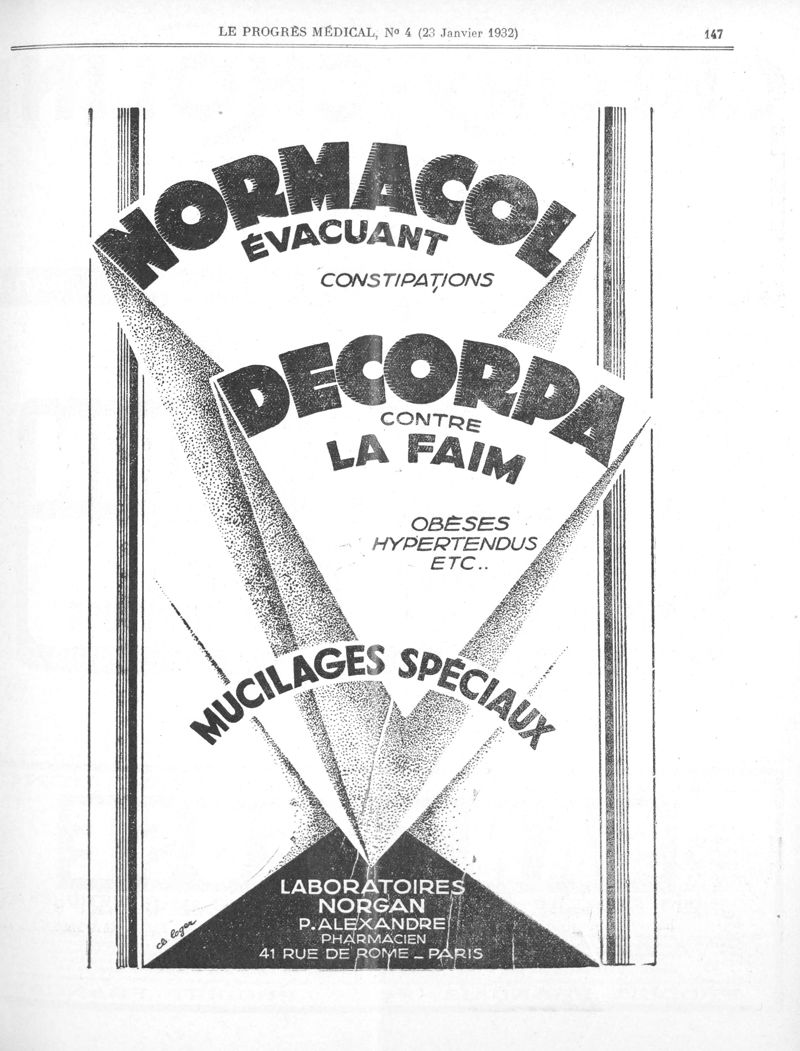 LE PROGRÈS MÉDICAL, Nº 4 (23 Janvier 1932)
147
NORMACOL
ÉVACUANT
CONSTIPATIONS
DECORPA
CONTRE
LA FAIM
OBÈSES
HYPERTENDUS
ETC..
MUCILAGES SPÉCIAUX
LABORATOIRES
NORGAN
P. ALEXANDRE
PHARMACIEN
41 RUE DE ROME _ PARIS